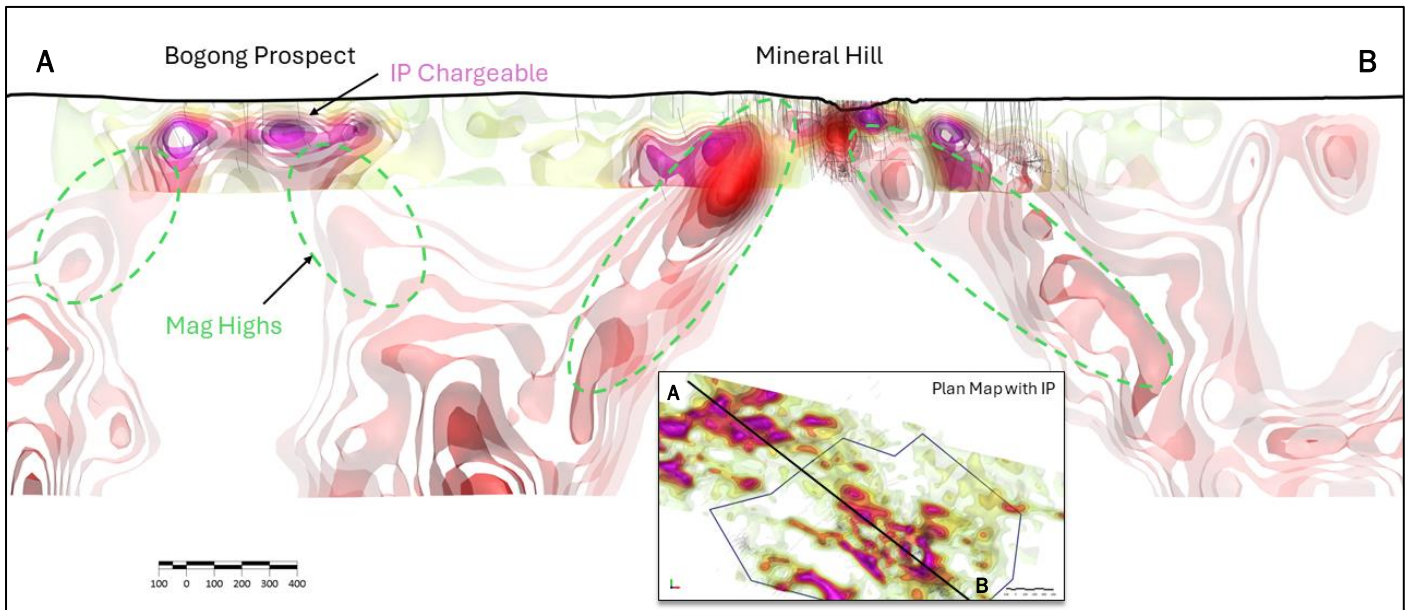 A
Bogong Prospect
IP Chargeable
Mineral Hill
B
Mag Highs
A
Plan Map with IP
B
100 0 100 200 300 400